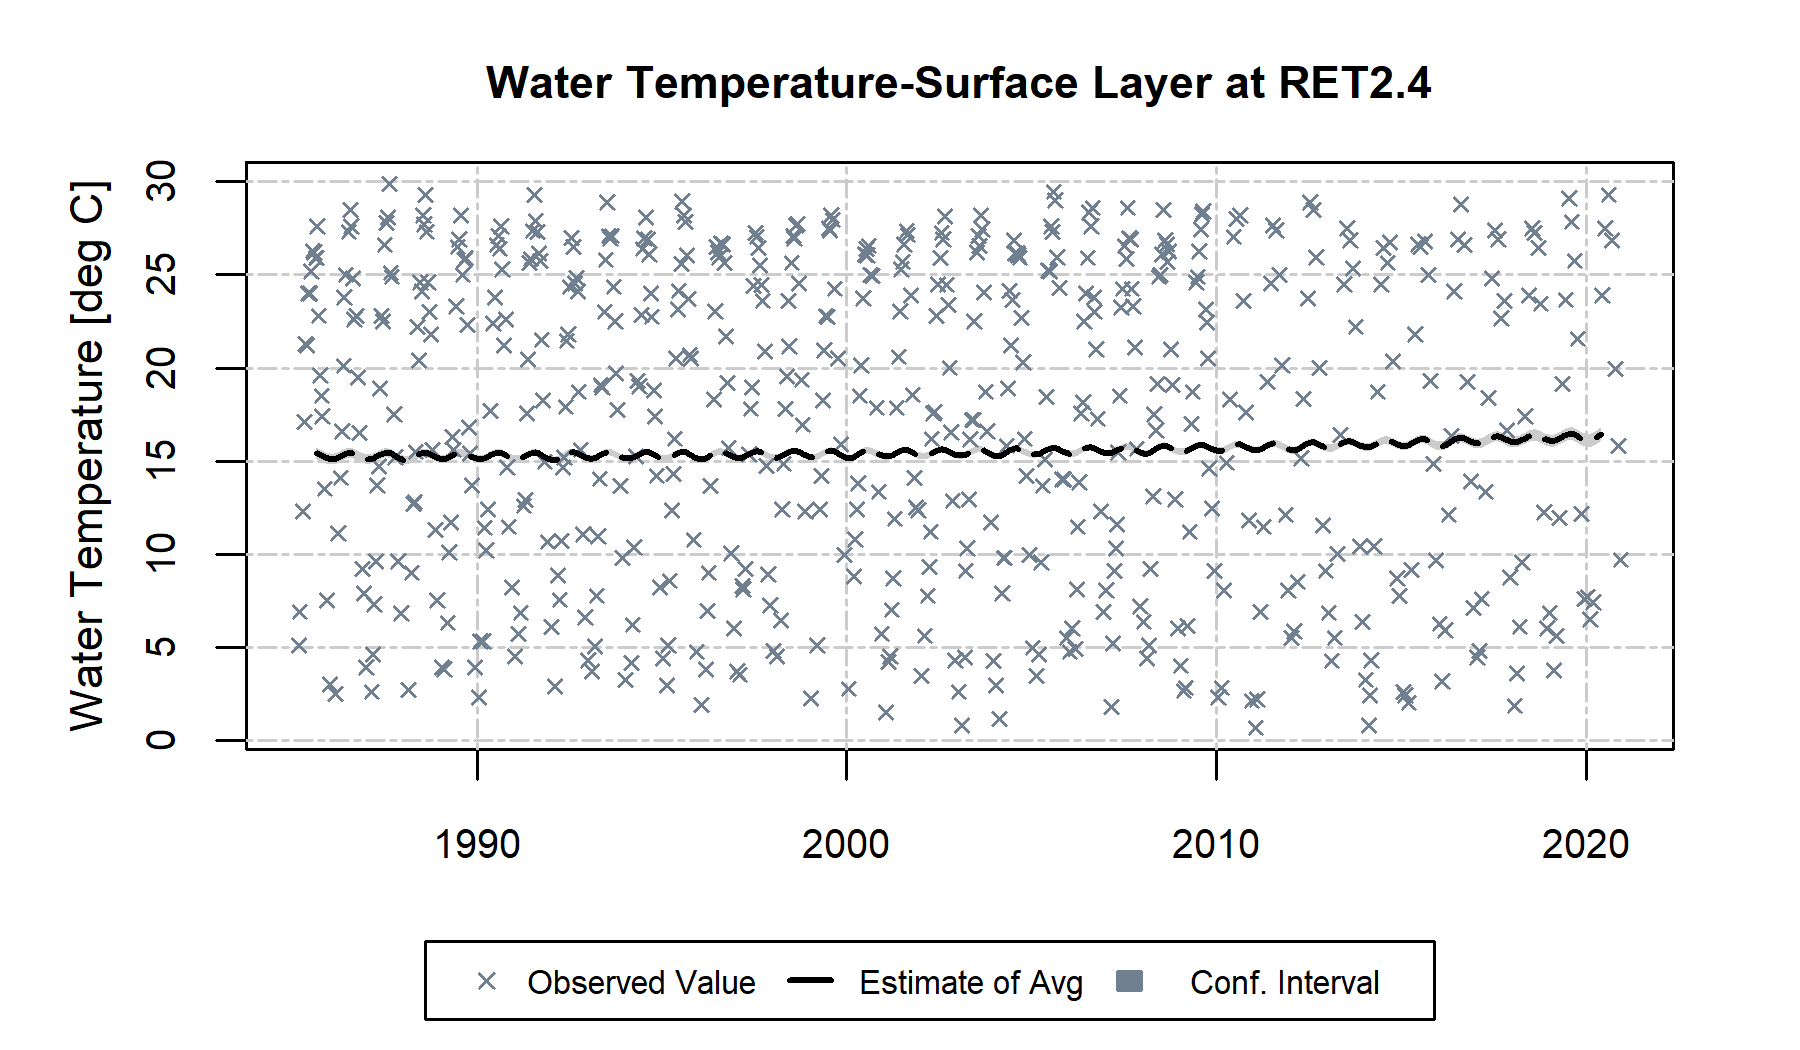 Water Temperature-Surface Layer at RET2.4
Water Temperature [deg C]
30
25
20
15
10
5
0
1990 2000 2010 2020
Observed Value Estimate of Avg Conf. Interval